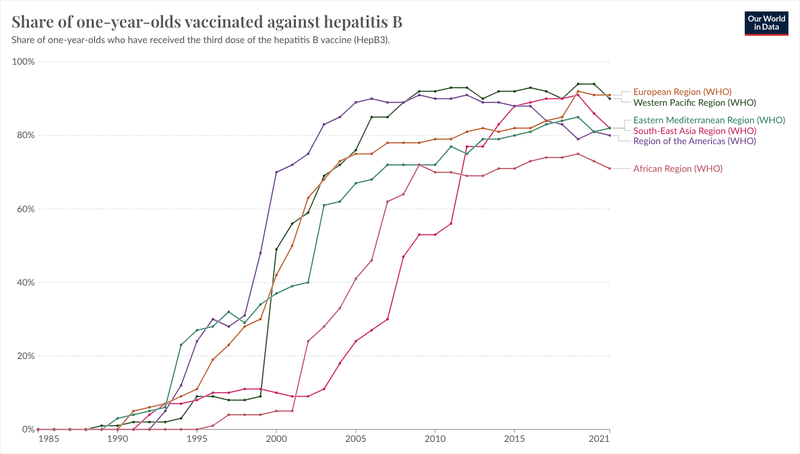 Share of one-year-olds vaccinated against hepatitis B
Share of one-year-olds who have received the third dose of the hepatitis B vaccine (HepB3).
Our World
in Data
100%
80%
60%
40%
20%
0%
European Region (WHO)
Western Pacific Region (WHO)
Eastern Mediterranean Region (WHO)
South-East Asia Region (WHO)
Region of the Americas (WHO)
African Region (WHO)
1985
1990
1995
2000
2005
2010
2015
2021